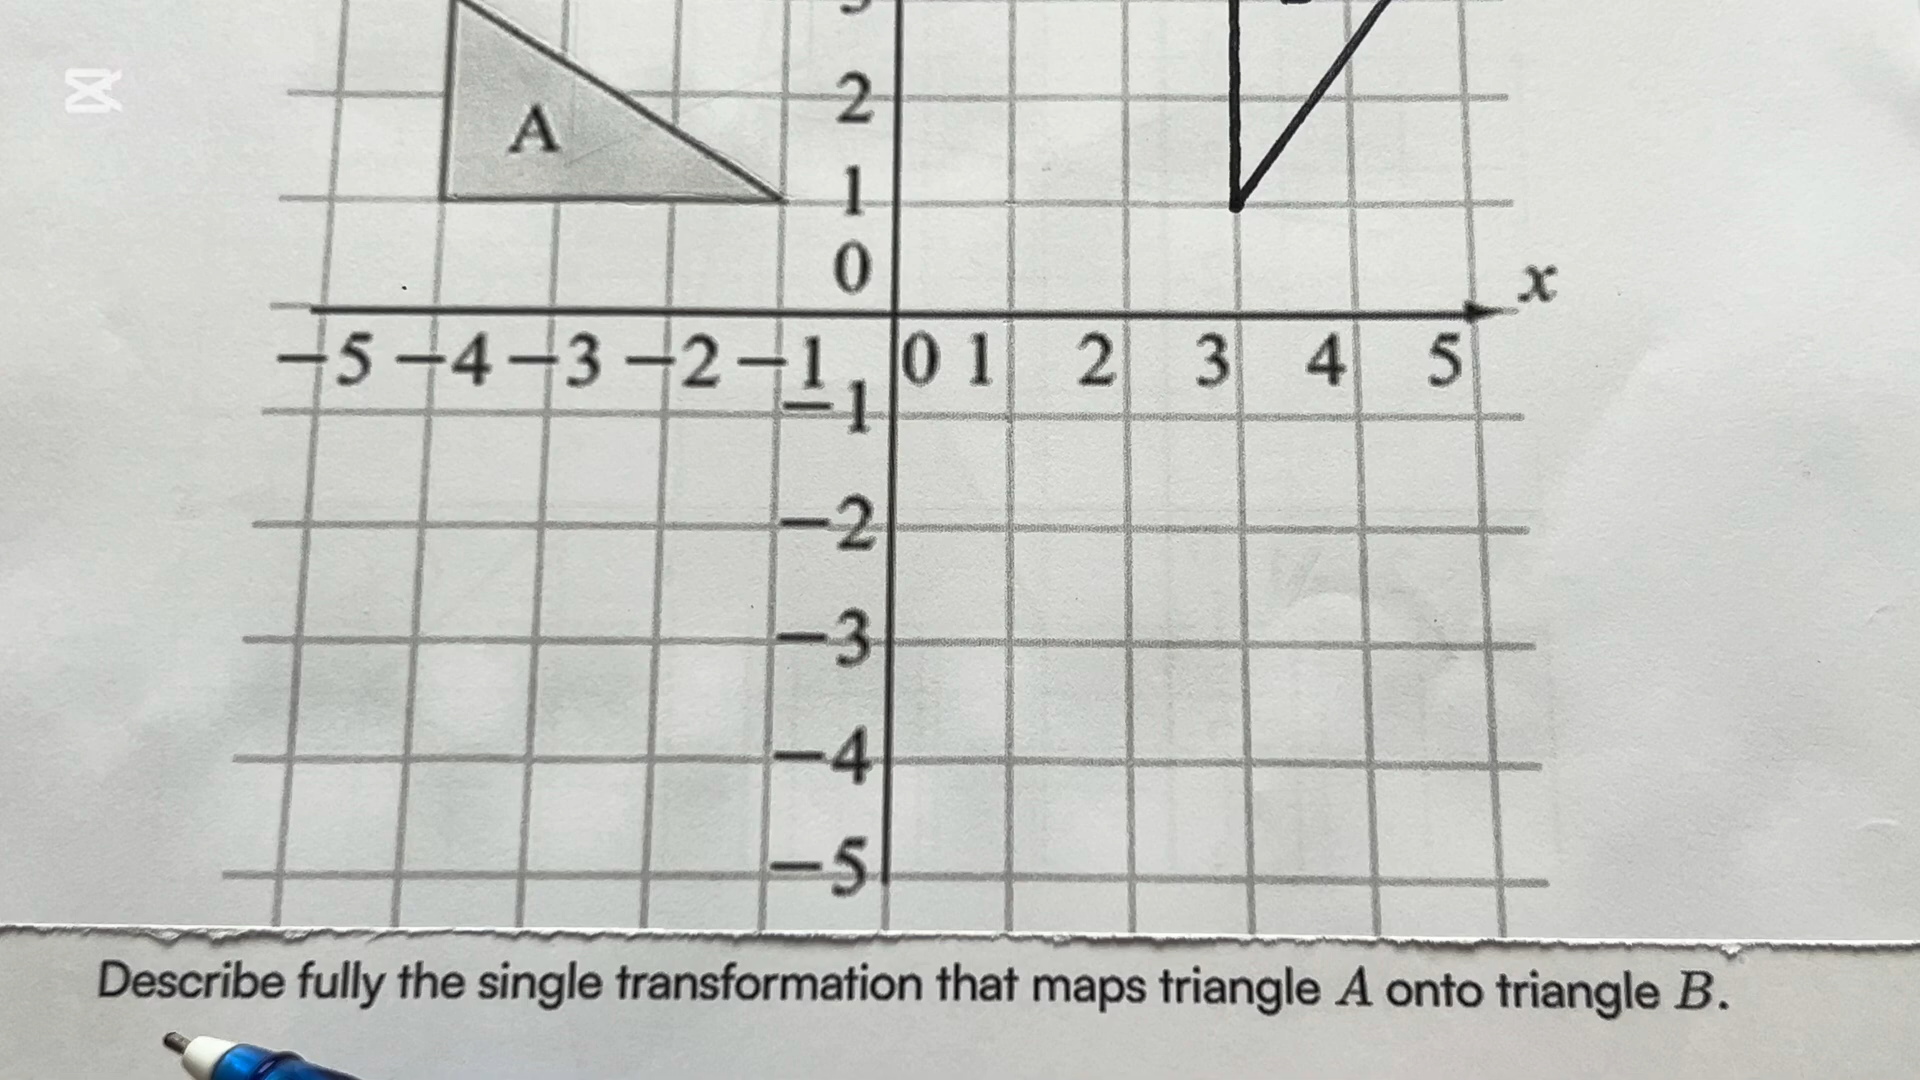 2
A
1
0
x
−5 −4 −3 −2 −1 0 1 2 3 4 5
−1
−2
−3
−4
−5
Describe fully the single transformation that maps triangle A onto triangle B.